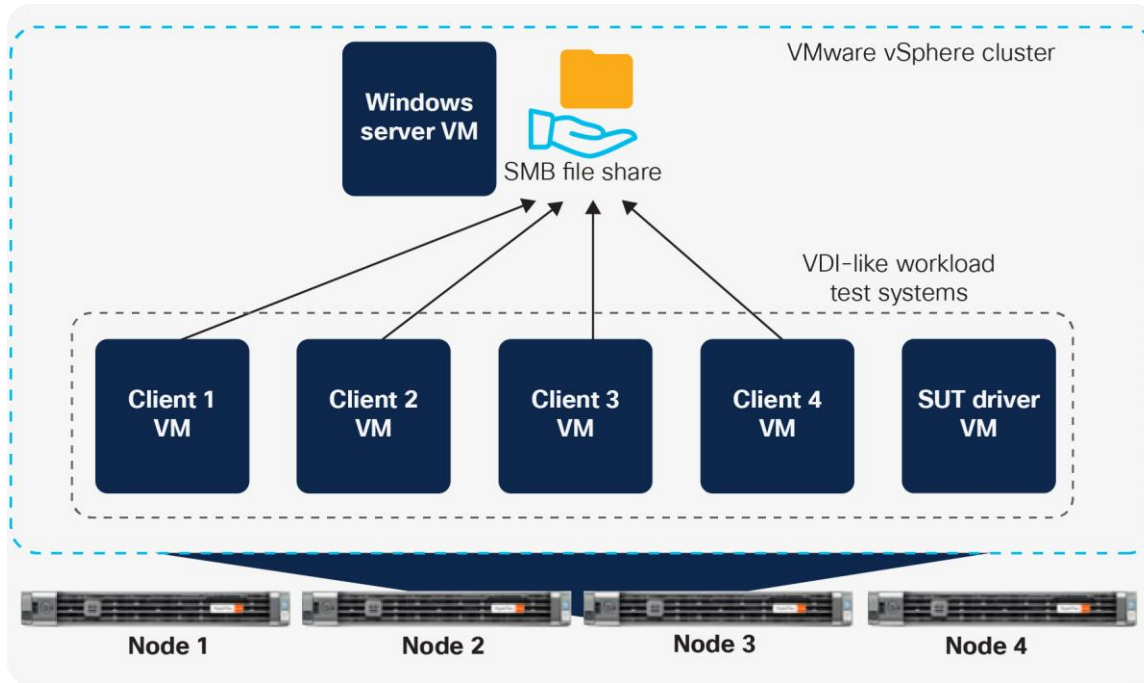 VMware vSphere cluster
Windows
server VM
SMB file share
VDI-like workload
test systems
Client 1
VM
Client 2
VM
Client 3
VM
Client 4
VM
SUT driver
VM
Node 1
Node 2
Node 3
Node 4